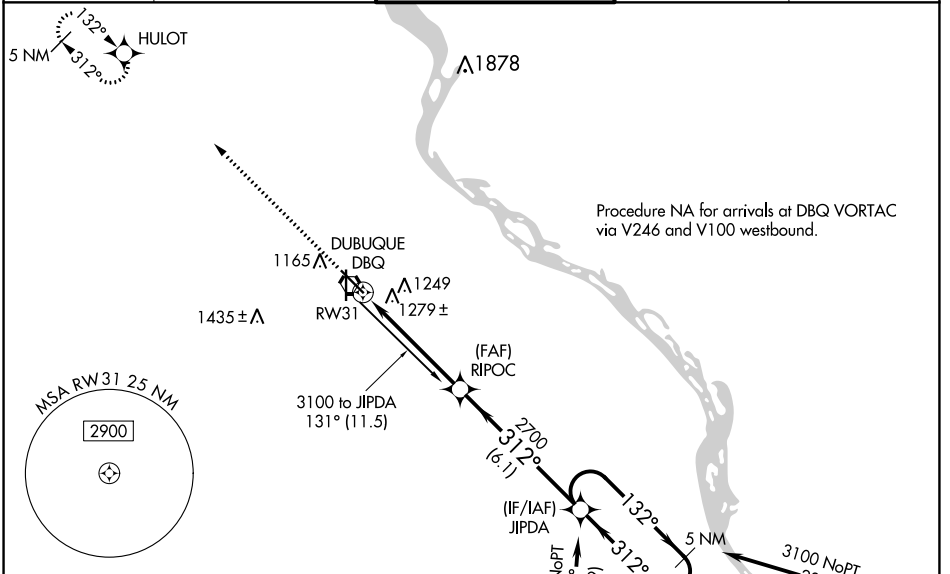 132°
HULOT
5 NM
312°
1878
Procedure NA for arrivals at DBQ VORTAC
via V246 and V100 westbound.
DUBUQUE
DBQ
1165
1249
1279 ±
RW31
1435 ±
(FAF)
RIPOC
MSA RW31 25 NM
2900
3100 to JIPDA
131° (11.5)
2700
312°
(6.1)
(IF/IAF)
JIPDA
132°
5 NM
312°
3100 NoPT
NoPT